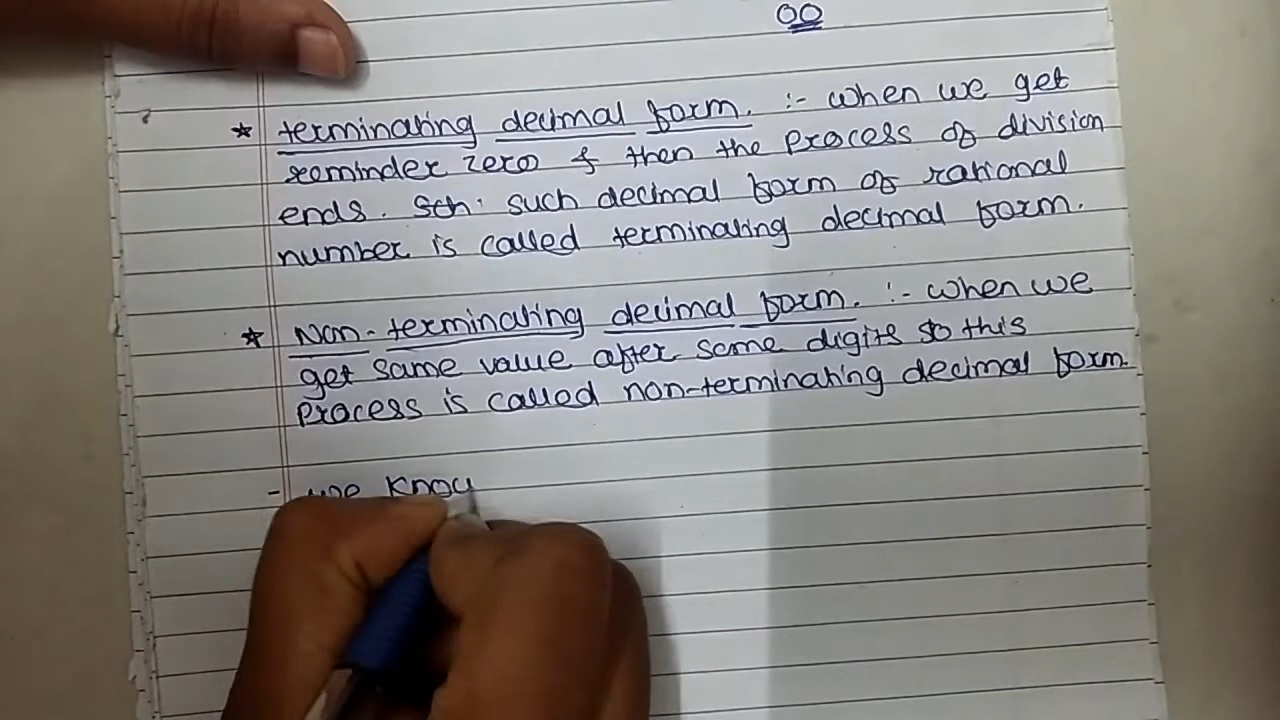 00
* terminating decimal form. :- when we get
reminder zero & then the process of division
ends. such decimal form of rational
number is called terminating decimal form.
* Non-terminating decimal form. :- when we
get same value after some digits so this
process is called non-terminating decimal form.
- we know